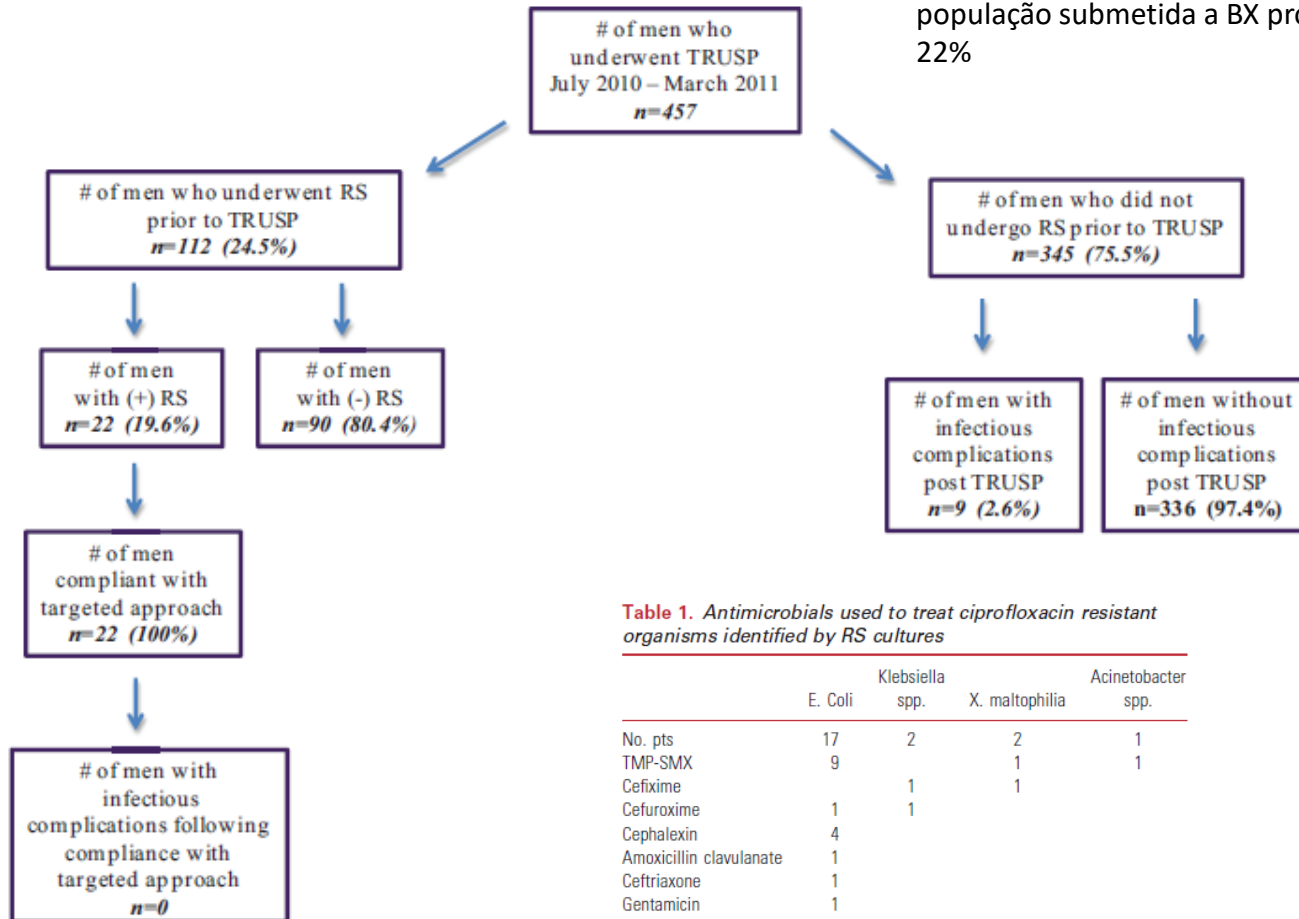 população submetida a BX pro
22%
# of men who
underwent TRUSP
July 2010 – March 2011
n=457
# of men who underwent RS
prior to TRUSP
n=112 (24.5%)
# of men who did not
undergo RS prior to TRUSP
n=345 (75.5%)
# of men
with (+) RS
n=22 (19.6%)
# of men
with (-) RS
n=90 (80.4%)
# of men with
infectious
complications
post TRUSP
n=9 (2.6%)
# of men without
infectious
complications
post TRUSP
n=336 (97.4%)
# of men
compliant with
targeted approach
n=22 (100%)
# of men with
infectious
complications following
compliance with
targeted approach
n=0
Table 1. Antimicrobials used to treat ciprofloxacin resistant
organisms identified by RS cultures
E. Coli Klebsiella spp. X. maltophilia Acinetobacter spp.
No. pts 17 2 2 1
TMP-SMX 9 1 1
Cefixime 1 1
Cefuroxime 1 1
Cephalexin 4
Amoxicillin clavulanate 1
Ceftriaxone 1
Gentamicin 1